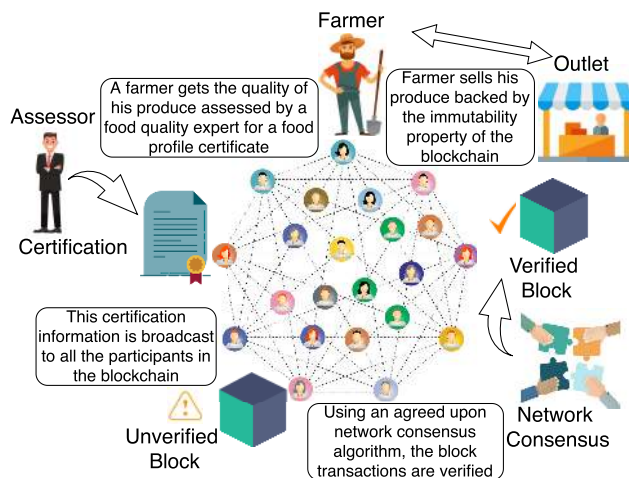 Farmer
Outlet
A farmer gets the quality of
his produce assessed by a
food quality expert for a food
profile certificate
Farmer sells his
produce backed by
the immutability
property of the
blockchain
Assessor
Certification
Verified
Block
This certification
information is broadcast
to all the participants in
the blockchain
Unverified
Block
Using an agreed upon
network consensus
algorithm, the block
transactions are verified
Network
Consensus